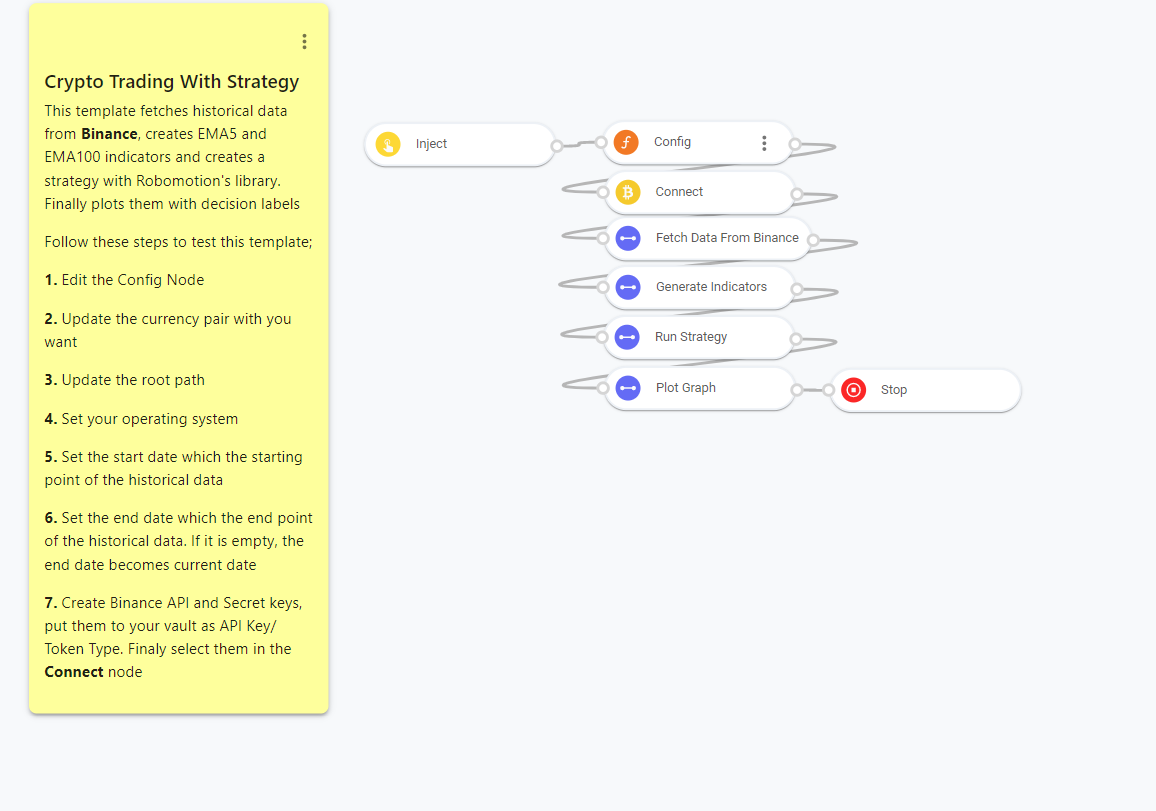 Crypto Trading With Strategy
This template fetches historical data
from Binance, creates EMA5 and
EMA100 indicators and creates a
strategy with Robomotion's library.
Finally plots them with decision labels
Follow these steps to test this template;
1. Edit the Config Node
2. Update the currency pair with you
want
3. Update the root path
4. Set your operating system
5. Set the start date which the starting
point of the historical data
6. Set the end date which the end point
of the historical data. If it is empty, the
end date becomes current date
7. Create Binance API and Secret keys,
put them to your vault as API Key/
Token Type. Finaly select them in the
Connect node
Inject
Config
Connect
Fetch Data From Binance
Generate Indicators
Run Strategy
Plot Graph
Stop